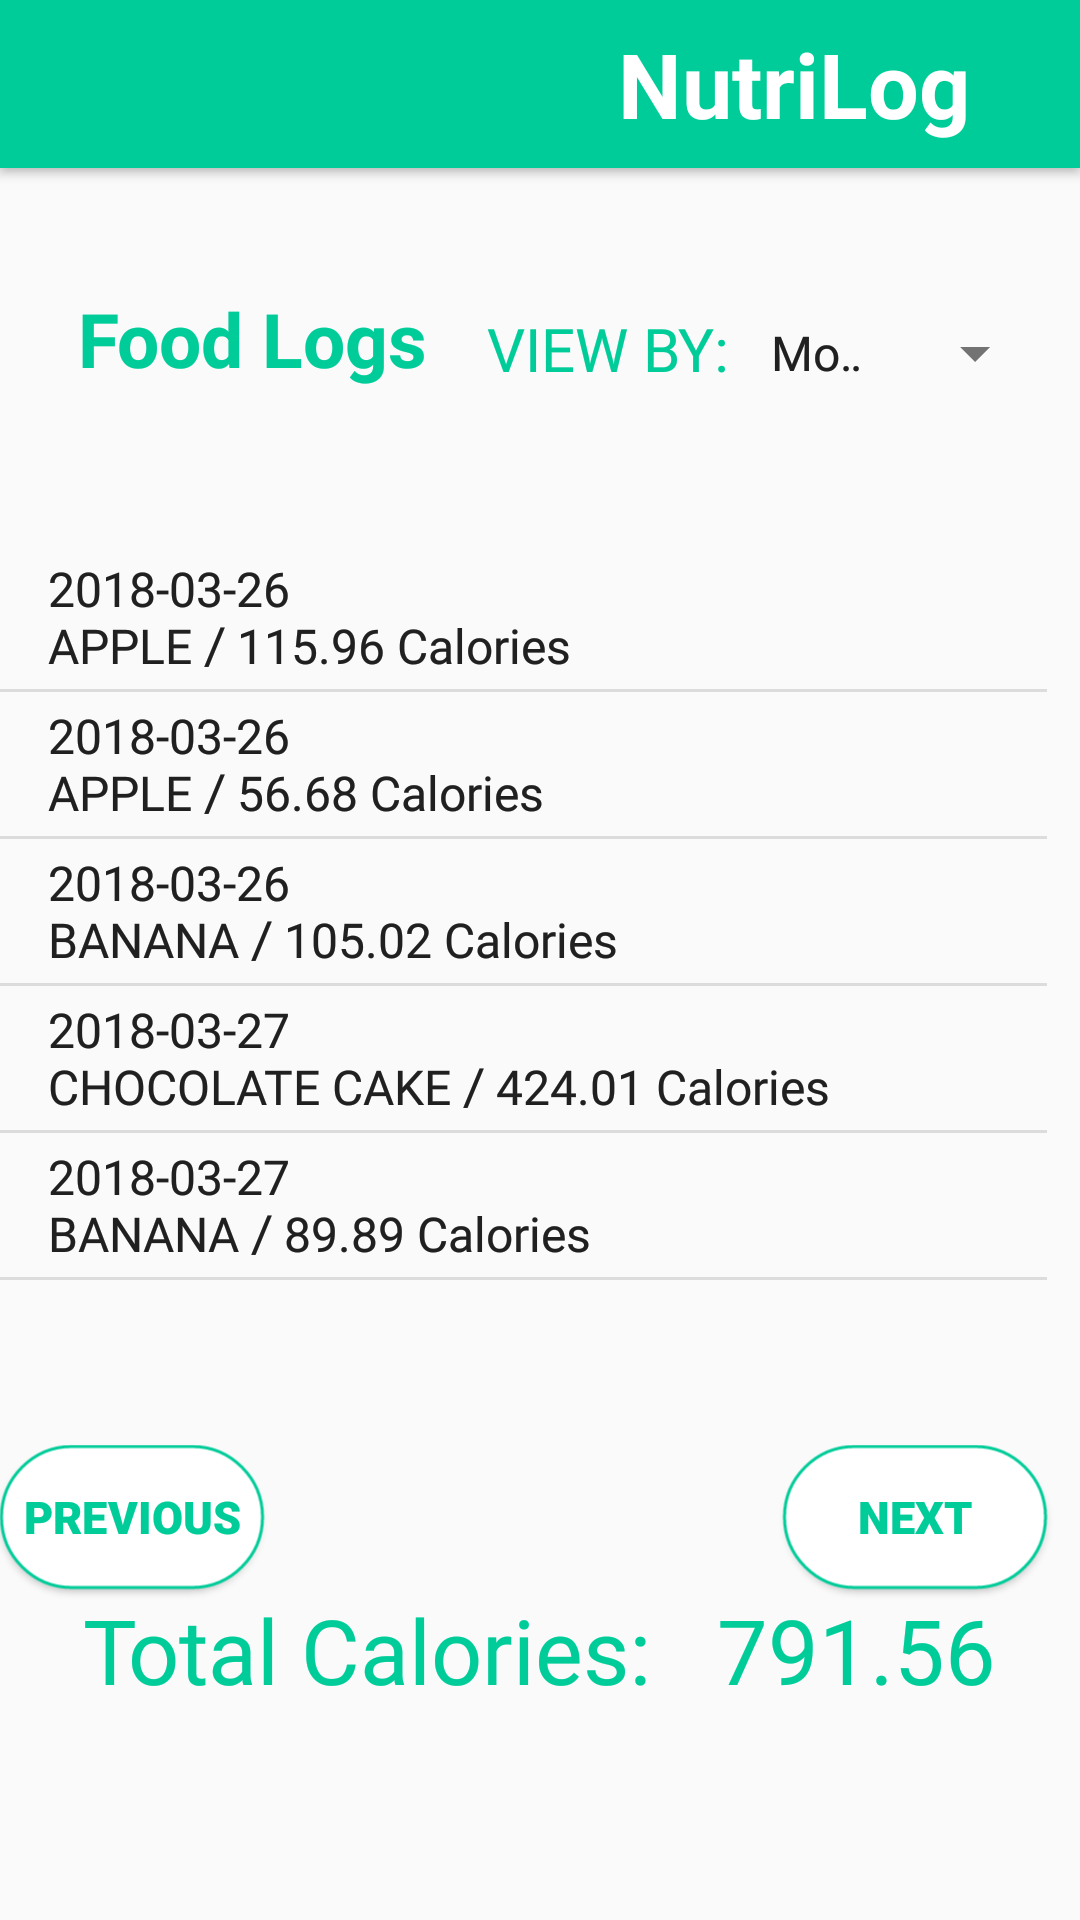 NutriLog
Food Logs VIEW BY: Mo..
2018-03-26
APPLE / 115.96 Calories
2018-03-26
APPLE / 56.68 Calories
2018-03-26
BANANA / 105.02 Calories
2018-03-27
CHOCOLATE CAKE / 424.01 Calories
2018-03-27
BANANA / 89.89 Calories
PREVIOUS NEXT
Total Calories: 791.56